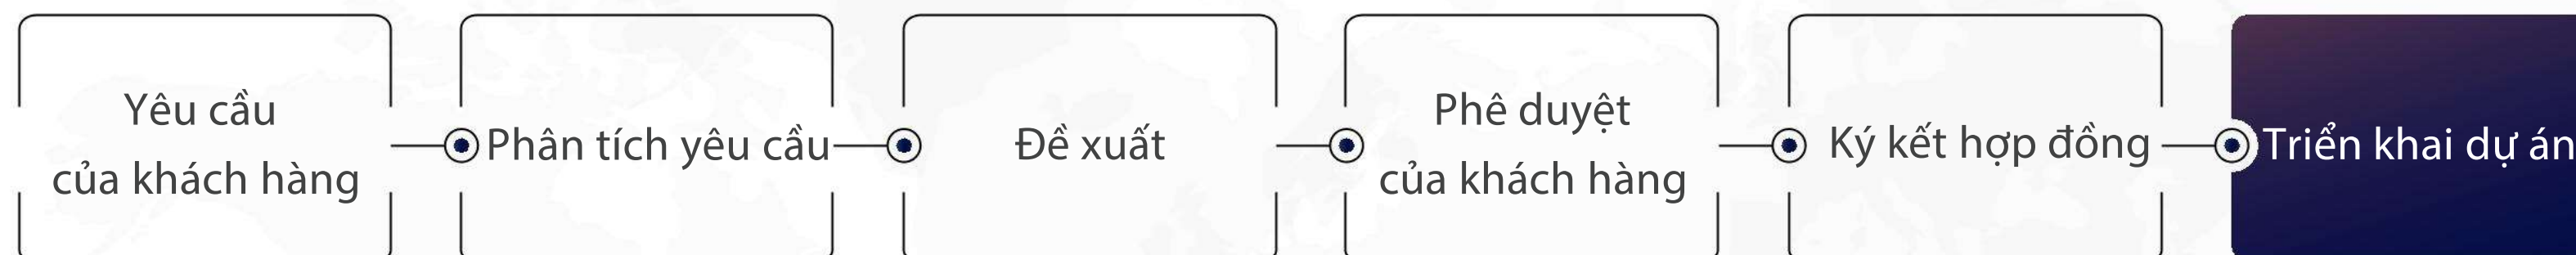 Yêu cầu
của khách hàng
Phân tích yêu cầu
Đề xuất
Phê duyệt
của khách hàng
Ký kết hợp đồng
Triển khai dự án